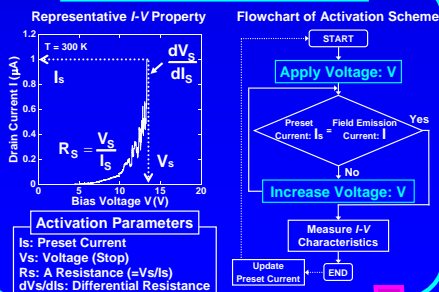 Representative I-V Property
1.2
1
0.8
0.6
0.4
0.2
0
Drain Current I (µA)
T = 300 K
Is
dVS
dIS
RS = VS
IS
Vs
0 5 10 15 20
Bias Voltage V(V)
Activation Parameters
Is: Preset Current
Vs: Voltage (Stop)
Rs: A Resistance (=Vs/Is)
dVs/dIs: Differential Resistance
Flowchart of Activation Scheme
START
Apply Voltage: V
Preset Current: Is = Field Emission Current: I
Yes
No
Increase Voltage: V
Measure I-V
Characteristics
Update
Preset Current
END